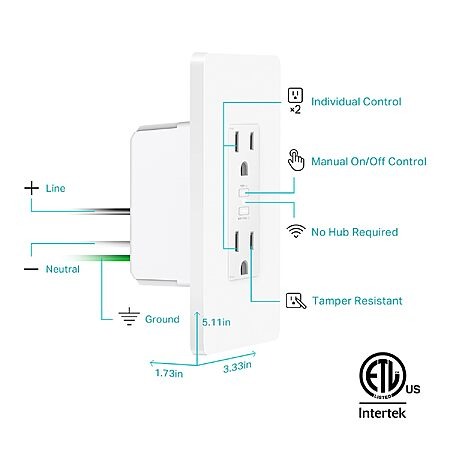 ×2
Individual Control
Manual On/Off Control
+ Line
No Hub Required
− Neutral
Tamper Resistant
Ground
5.11in
1.73in
3.33in
ETL
LISTED
US
Intertek